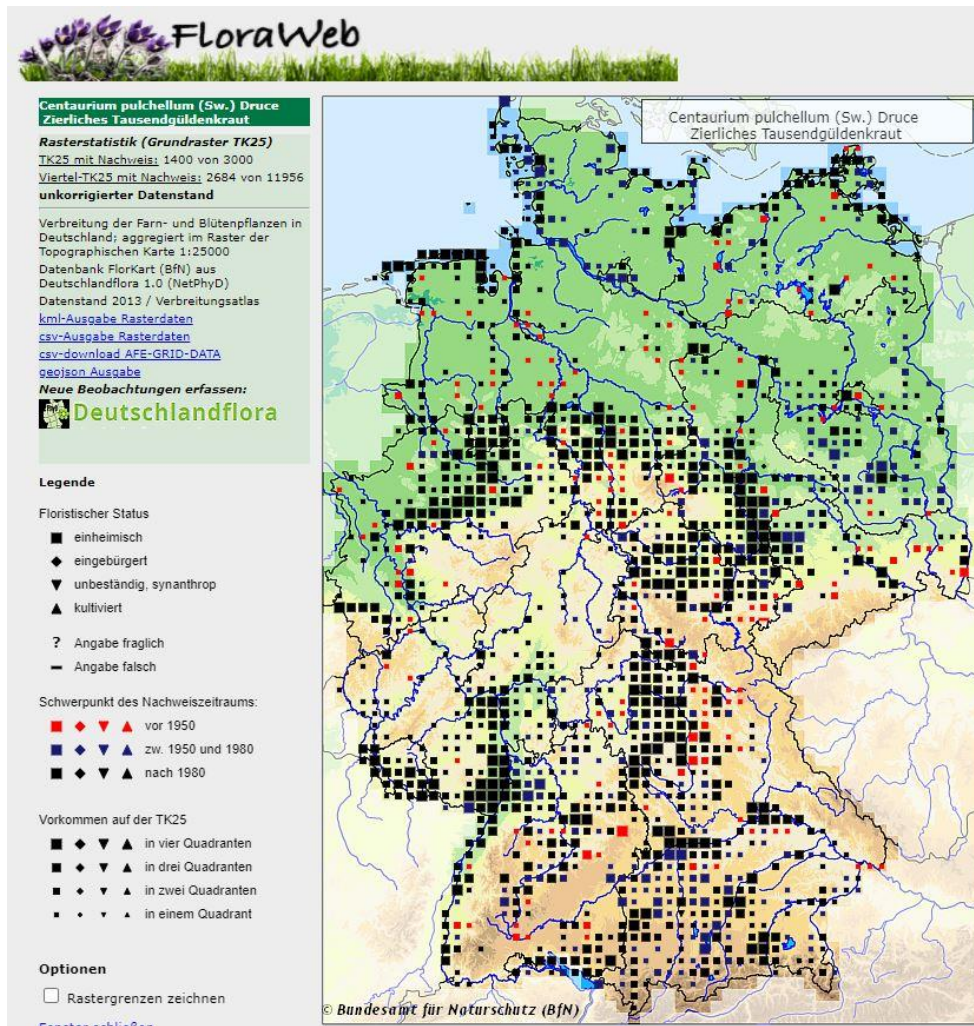 FloraWeb
Centaurium pulchellum (Sw.) Druce
Zierliches Tausendgüldenkraut
Rasterstatistik (Grundraster TK25)
TK25 mit Nachweis: 1400 von 3000
Viertel-TK25 mit Nachweis: 2684 von 11956
unkorrigierter Datenstand
Verbreitung der Farn- und Blütenpflanzen in
Deutschland; aggregiert im Raster der
Topographischen Karte 1:25000
Datenbank FlorKart (BfN) aus
Deutschlandflora 1.0 (NetPhyD)
Datenstand 2013 / Verbreitungsatlas
kml-Ausgabe Rasterdaten
csv-Ausgabe Rasterdaten
csv-download AFE-GRID-DATA
geojson Ausgabe
Neue Beobachtungen erfassen:
Deutschlandflora
Legende
Floristischer Status
einheimisch
eingebürgert
unbeständig, synanthrop
kultiviert
? Angabe fraglich
Angabe falsch
Schwerpunkt des Nachweiszeitraums:
vor 1950
zw. 1950 und 1980
nach 1980
Vorkommen auf der TK25
in vier Quadranten
in drei Quadranten
in zwei Quadranten
in einem Quadrant
Optionen
Rastergrenzen zeichnen
Fenster schließen
Centaurium pulchellum (Sw.) Druce
Zierliches Tausendgüldenkraut
© Bundesamt für Naturschutz (BfN)